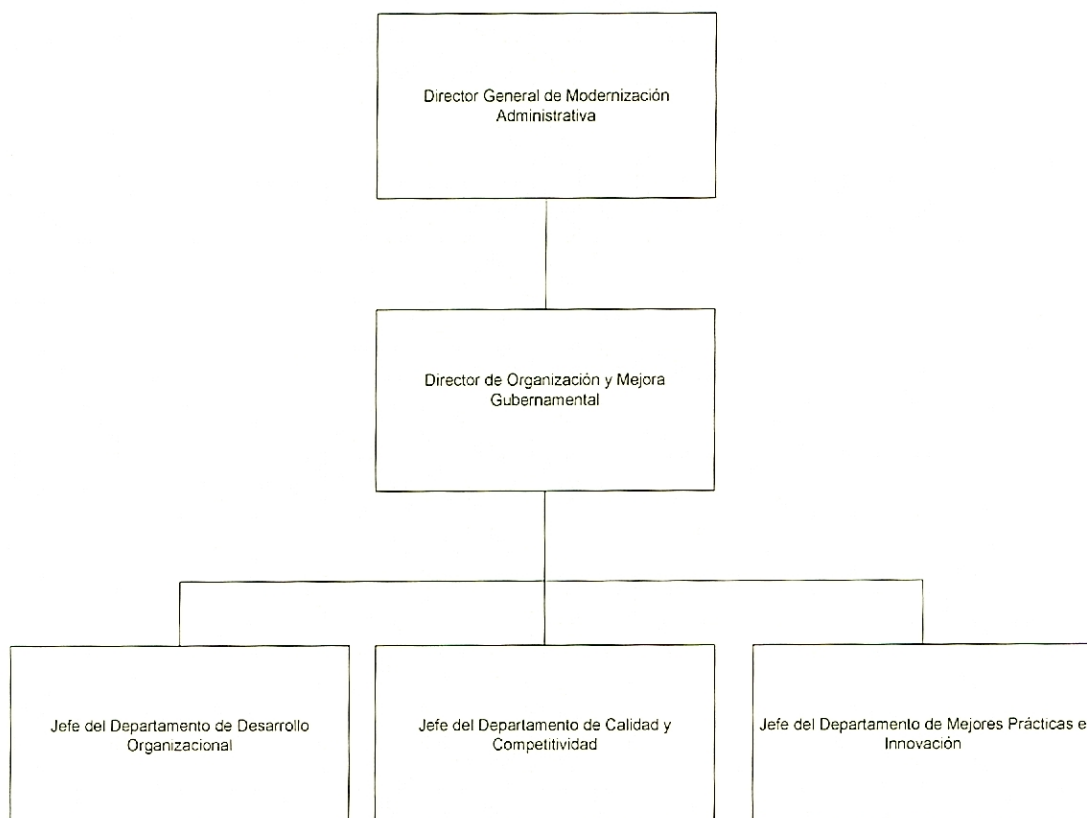 Director General de Modernización
Administrativa
Director de Organización y Mejora
Gubernamental
Jefe del Departamento de Desarrollo
Organizacional
Jefe del Departamento de Calidad y
Competitividad
Jefe del Departamento de Mejores Prácticas e
Innovación